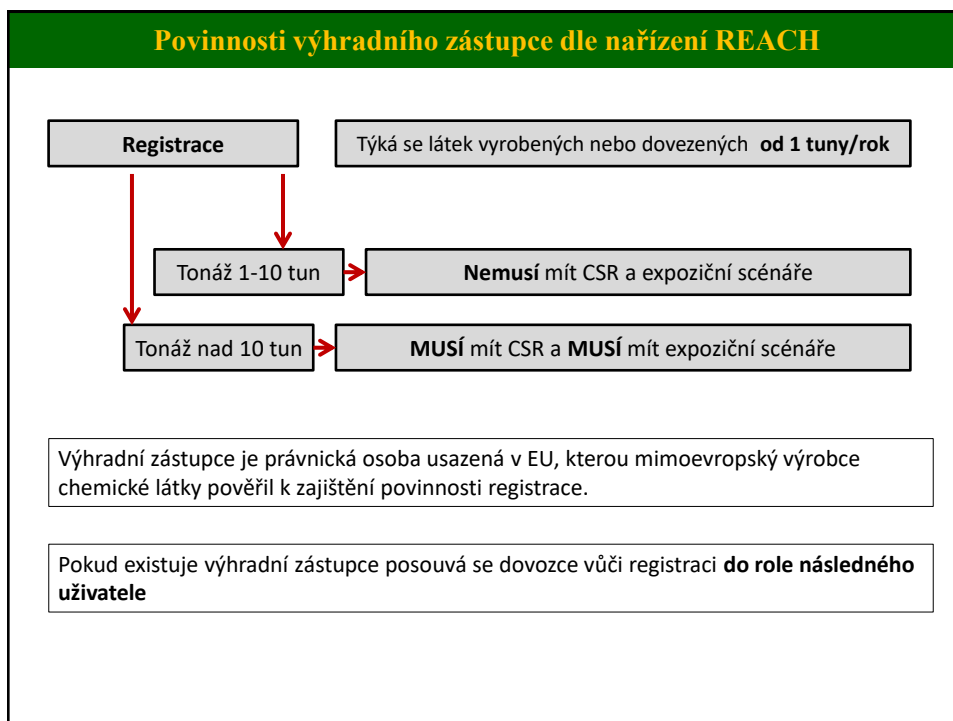 Povinnosti výhradního zástupce dle nařízení REACH
Registrace
Týká se látek vyrobených nebo dovezených od 1 tuny/rok
Tonáž 1-10 tun
Nemusí mít CSR a expoziční scénáře
Tonáž nad 10 tun
MUSÍ mít CSR a MUSÍ mít expoziční scénáře
Výhradní zástupce je právnická osoba usazená v EU, kterou mimoevropský výrobce
chemické látky pověřil k zajištění povinnosti registrace.
Pokud existuje výhradní zástupce posouvá se dovozce vůči registraci do role následného
uživatele